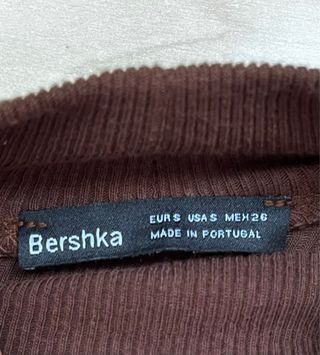 Bershka
EUR S USA S MEX 26
MADE IN PORTUGAL